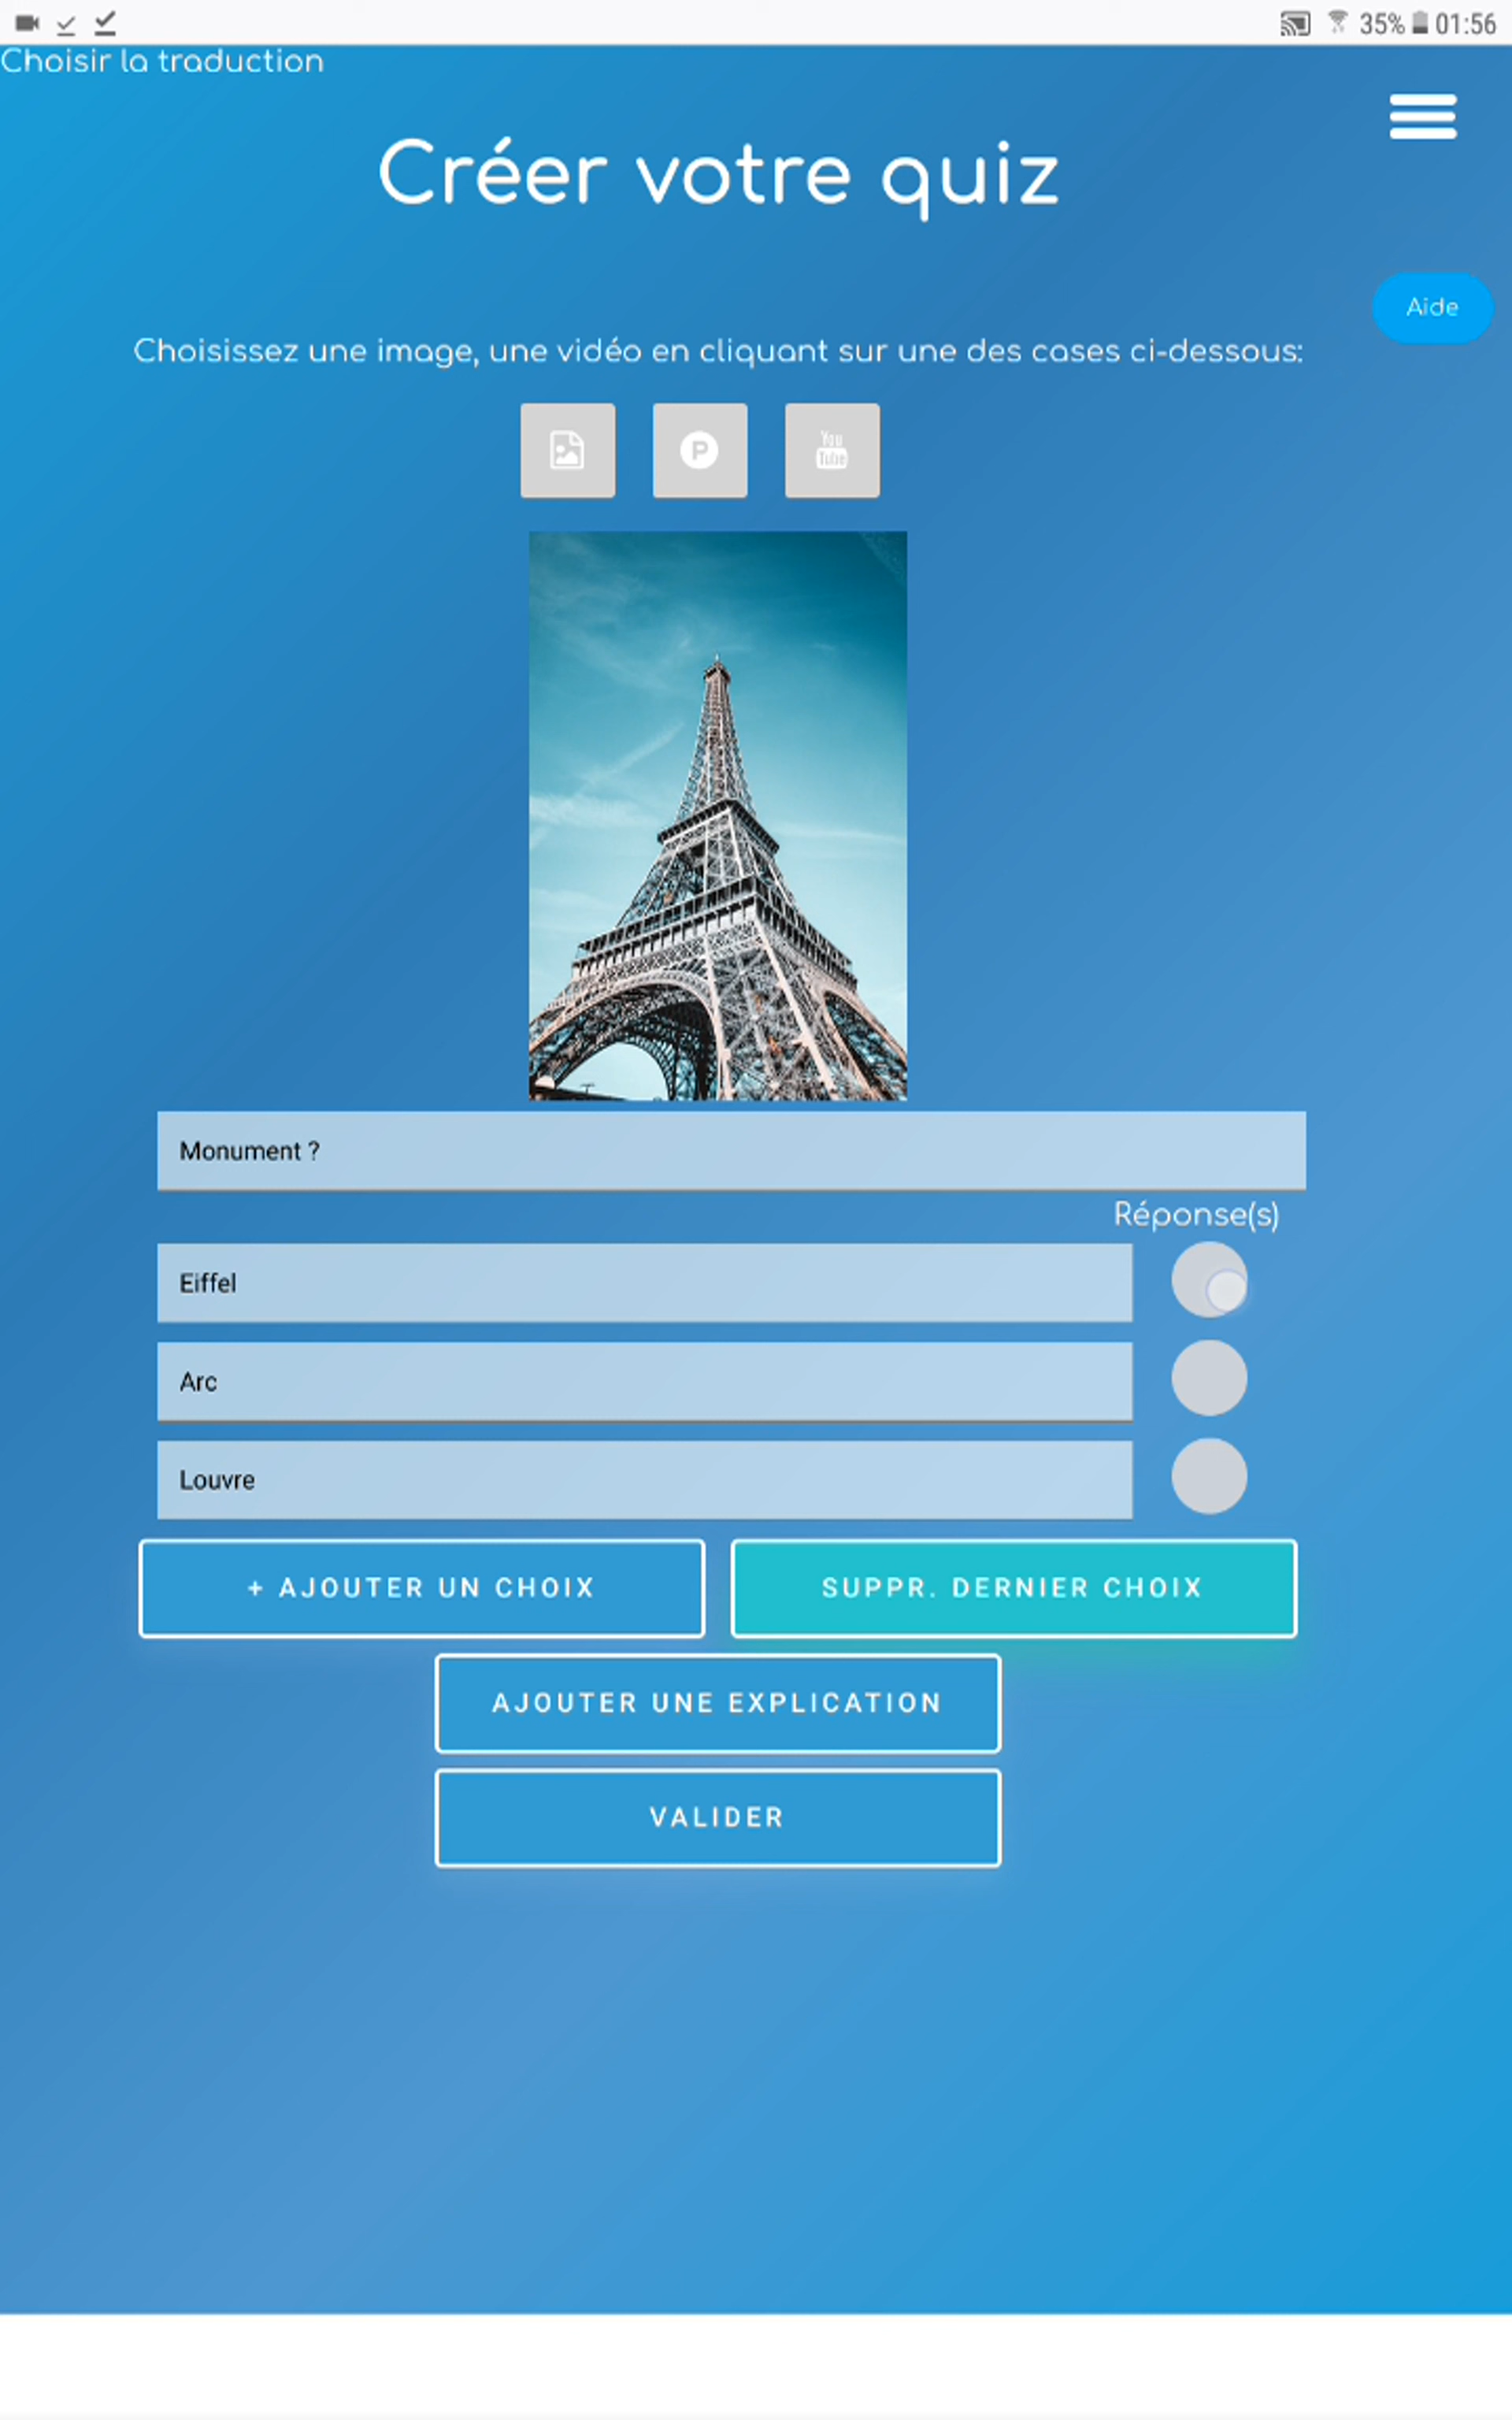 35% 01:56
Choisir la traduction
Créer votre quiz
Aide
Choisissez une image, une vidéo en cliquant sur une des cases ci-dessous:
P You Tube
Monument ?
Réponse(s)
Eiffel
Arc
Louvre
+ AJOUTER UN CHOIX SUPPR. DERNIER CHOIX
AJOUTER UNE EXPLICATION
VALIDER